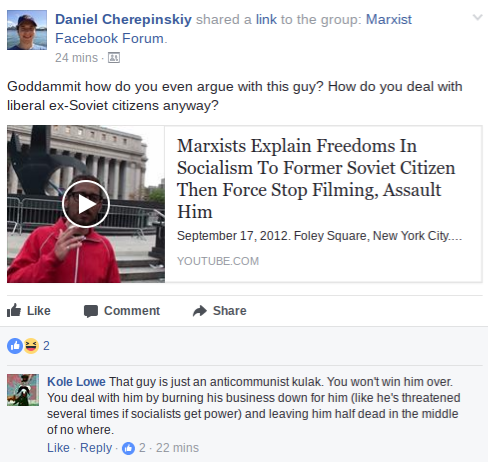 Daniel Cherepinskiy shared a link to the group: Marxist
Facebook Forum.
24 mins ·
Goddammit how do you even argue with this guy? How do you deal with
liberal ex-Soviet citizens anyway?
Marxists Explain Freedoms In
Socialism To Former Soviet Citizen
Then Force Stop Filming, Assault
Him
September 17, 2012. Foley Square, New York City....
YOUTUBE.COM
Like Comment Share
2
Kole Lowe That guy is just an anticommunist kulak. You won't win him over.
You deal with him by burning his business down for him (like he's threatened
several times if socialists get power) and leaving him half dead in the middle
of no where.
Like · Reply · 2 · 22 mins